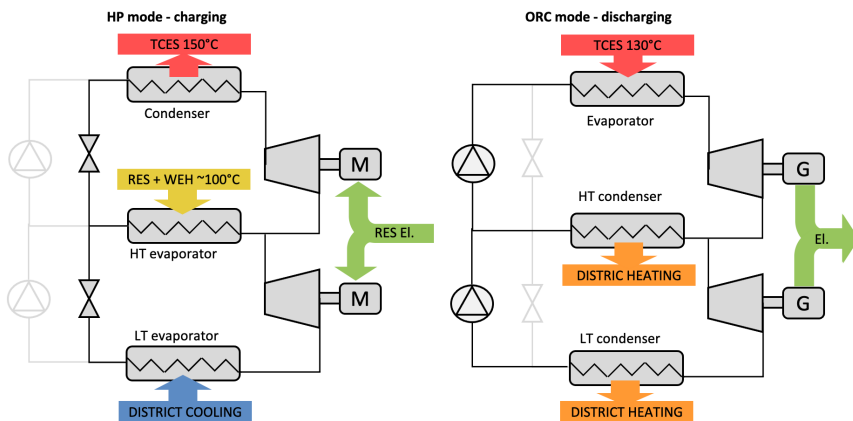 HP mode - charging
TCES 150°C
Condenser
M
RES + WEH ~100°C
RES El.
HT evaporator
M
LT evaporator
DISTRICT COOLING
ORC mode - discharging
TCES 130°C
Evaporator
G
HT condenser
El.
DISTRIC HEATING
G
LT condenser
DISTRICT HEATING